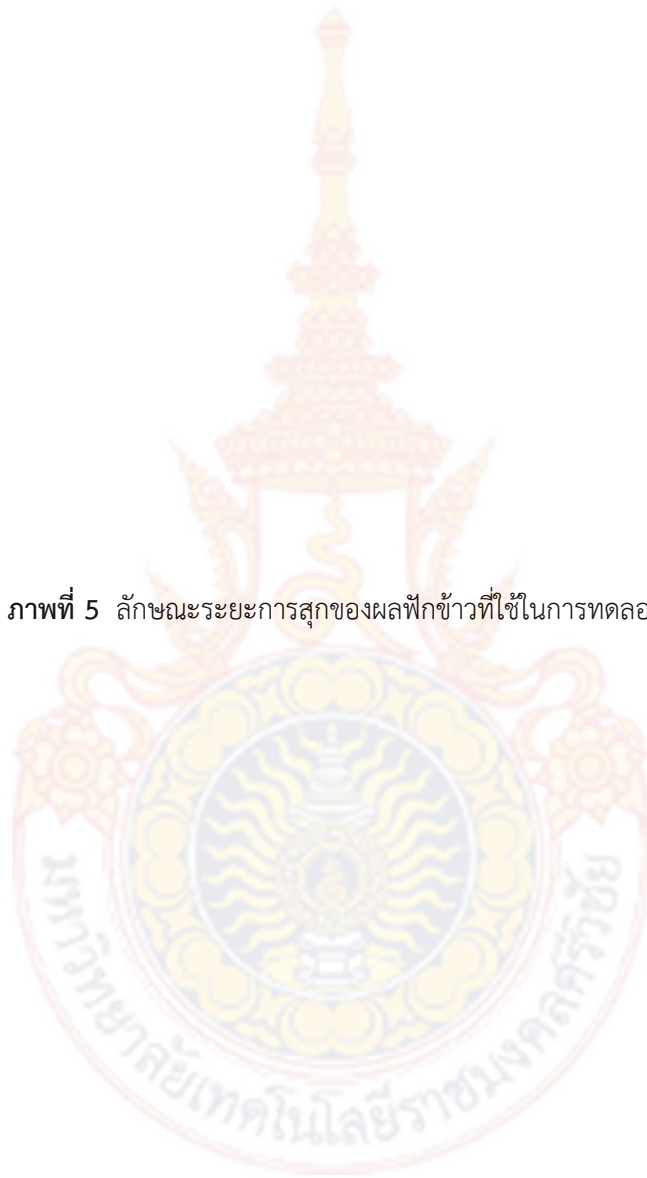 ภาพที่ 5 ลักษณะระยะการสุกของผลฟักข้าวที่ใช้ในการทดลอ
มหาวิทยาลัยเทคโนโลยีราชมงคลศรีวิชัย